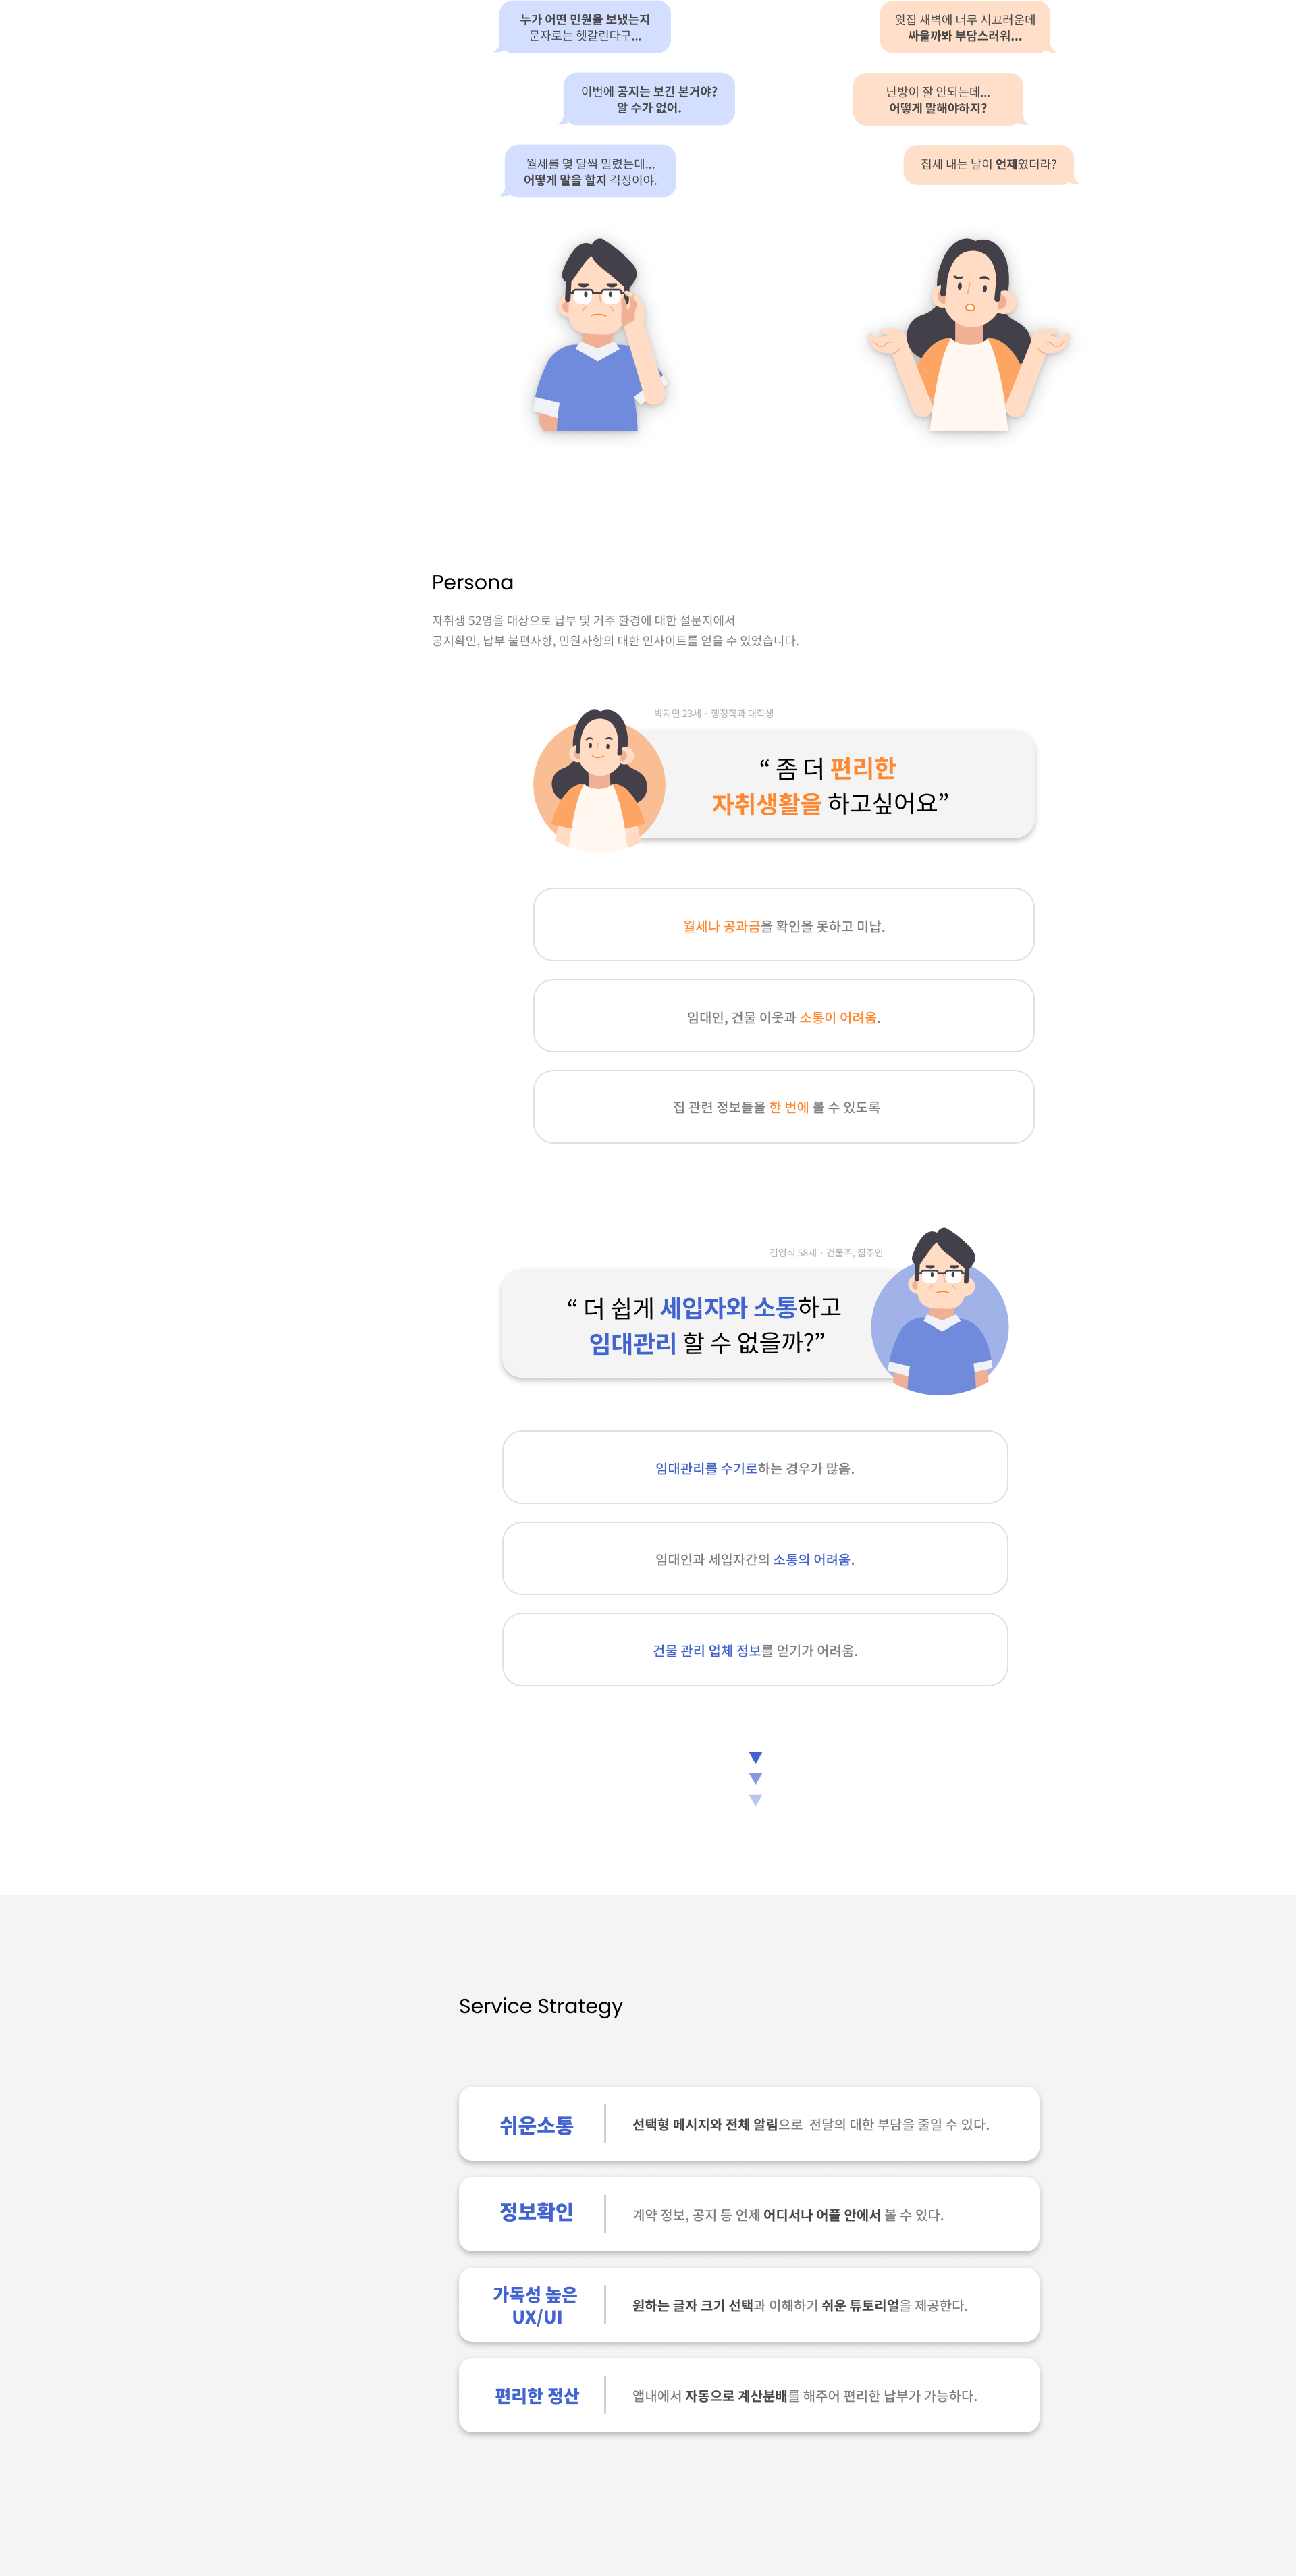 누가 어떤 민원을 보냈는지
문자로는 헷갈린다구...
이번에 공지는 보긴 본거야?
알 수가 없어.
월세를 몇 달씩 밀렸는데...
어떻게 말을 할지 걱정이야.
윗집 새벽에 너무 시끄러운데
싸울까봐 부담스러워...
난방이 잘 안되는데...
어떻게 말해야하지?
집세 내는 날이 언제였더라?
Persona
자취생 52명을 대상으로 납부 및 거주 환경에 대한 설문지에서
공지확인, 납부 불편사항, 민원사항의 대한 인사이트를 얻을 수 있었습니다.
박지연 23세 · 행정학과 대학생
“ 좀 더 편리한
자취생활을 하고싶어요”
월세나 공과금을 확인을 못하고 미납.
임대인, 건물 이웃과 소통이 어려움.
집 관련 정보들을 한 번에 볼 수 있도록
김영식 58세 · 건물주, 집주인
“ 더 쉽게 세입자와 소통하고
임대관리 할 수 없을까?”
임대관리를 수기로하는 경우가 많음.
임대인과 세입자간의 소통의 어려움.
건물 관리 업체 정보를 얻기가 어려움.
Service Strategy
쉬운소통
선택형 메시지와 전체 알림으로 전달의 대한 부담을 줄일 수 있다.
정보확인
계약 정보, 공지 등 언제 어디서나 어플 안에서 볼 수 있다.
가독성 높은
UX/UI
원하는 글자 크기 선택과 이해하기 쉬운 튜토리얼을 제공한다.
편리한 정산
앱내에서 자동으로 계산분배를 해주어 편리한 납부가 가능하다.